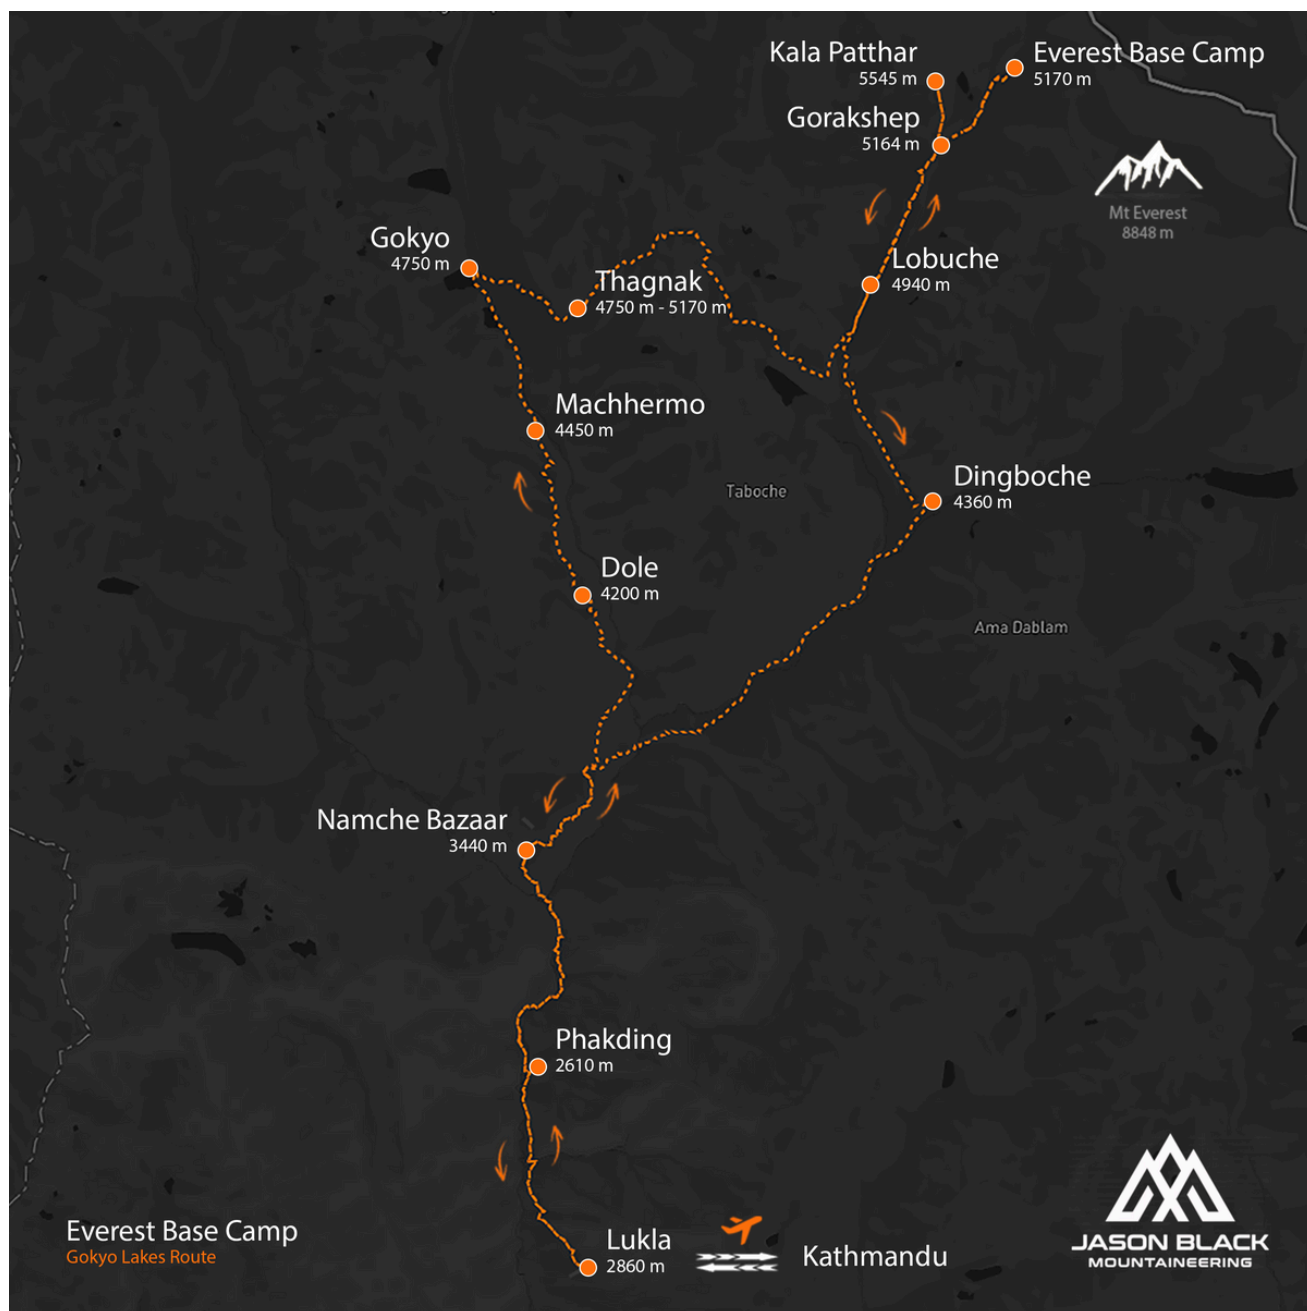 Kala Patthar
5545 m
Everest Base Camp
5170 m
Gorakshep
5164 m
Mt Everest
8848 m
Gokyo
4750 m
Lobuche
4940 m
Thagnak
4750 m - 5170 m
Machhermo
4450 m
Dingboche
4360 m
Taboche
Dole
4200 m
Ama Dablam
Namche Bazaar
3440 m
Phakding
2610 m
Everest Base Camp
Gokyo Lakes Route
Lukla
2860 m
Kathmandu
JASON BLACK
MOUNTAINEERING